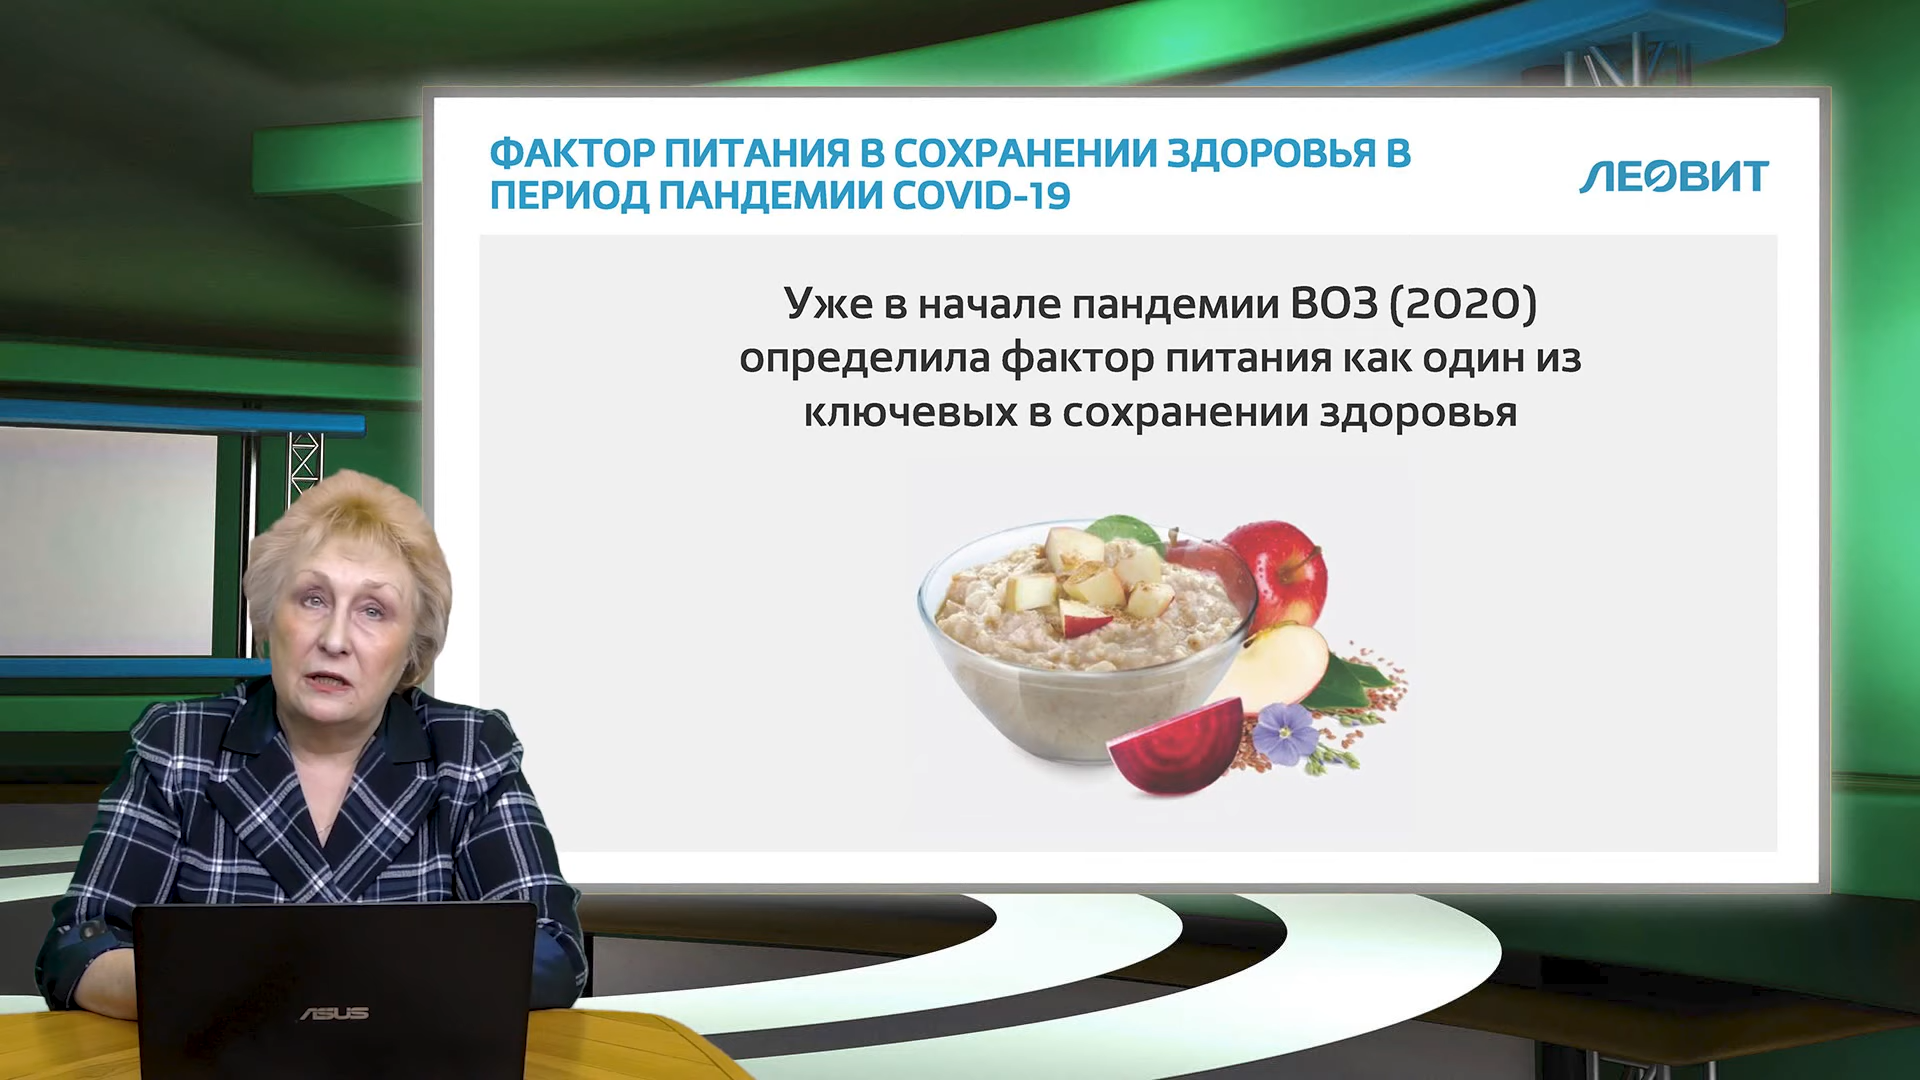 ФАКТОР ПИТАНИЯ В СОХРАНЕНИИ ЗДОРОВЬЯ В
ПЕРИОД ПАНДЕМИИ COVID-19
ЛЕОВИТ
Уже в начале пандемии ВОЗ (2020)
определила фактор питания как один из
ключевых в сохранении здоровья
ASUS